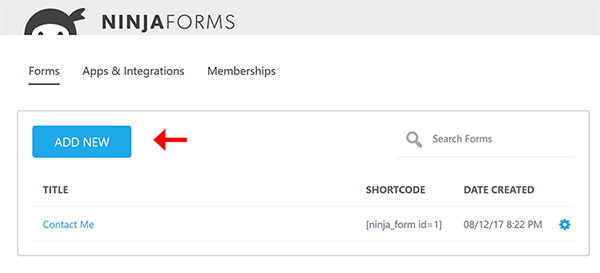 NINJAFORMS
Forms Apps & Integrations Memberships
ADD NEW Search Forms
TITLE SHORTCODE DATE CREATED
Contact Me [ninja_form id=1] 08/12/17 8:22 PM